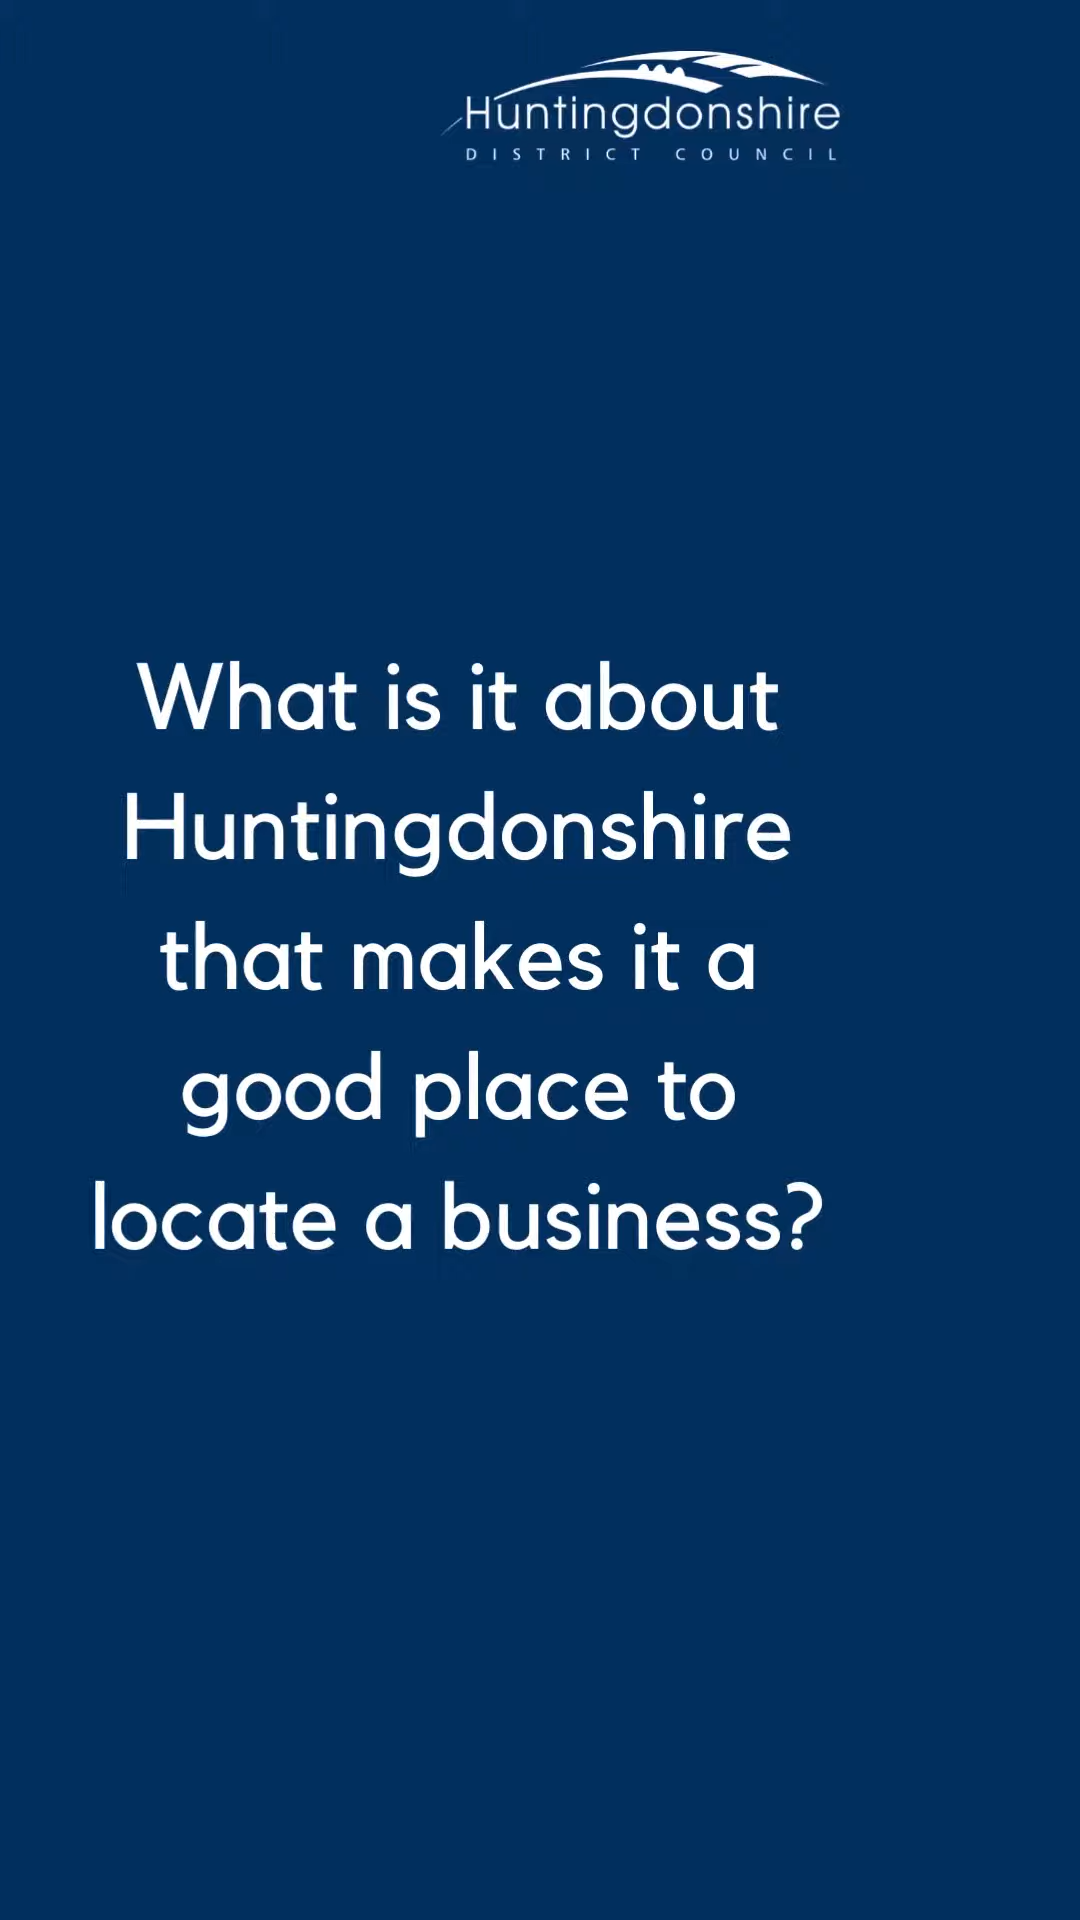 Huntingdonshire
DISTRICT COUNCIL
What is it about
Huntingdonshire
that makes it a
good place to
locate a business?